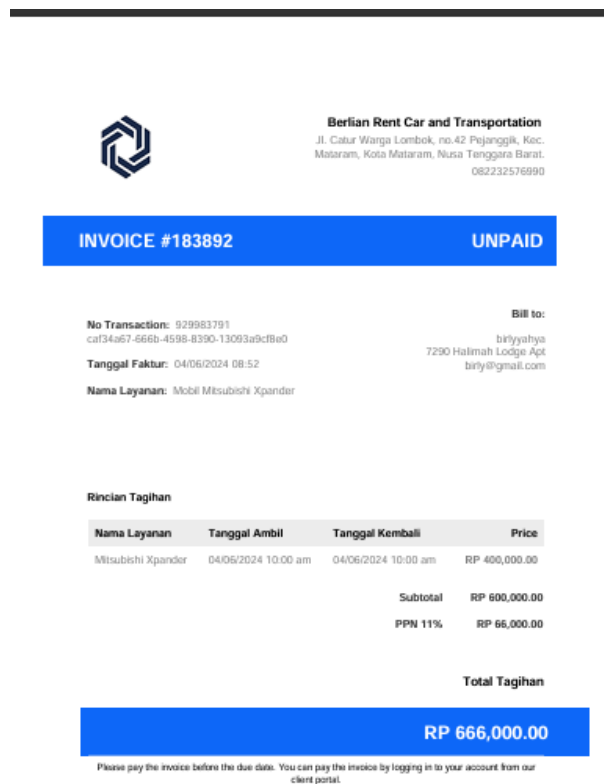 Berlian Rent Car and Transportation
Jl. Catur Warga Lombok, no.42 Pejanggik, Kec.
Mataram, Kota Mataram, Nusa Tenggara Barat.
082232576990
INVOICE #183892 UNPAID
No Transaction: 929983791
caf34a67-666b-4598-8390-13093a9cf8e0
Tanggal Faktur: 04/06/2024 08:52
Nama Layanan: Mobil Mitsubishi Xpander
Bill to:
birlyyahya
7290 Halimah Lodge Apt
birly@gmail.com
Rincian Tagihan
Nama Layanan Tanggal Ambil Tanggal Kembali Price
Mitsubishi Xpander 04/06/2024 10:00 am 04/06/2024 10:00 am RP 400,000.00
Subtotal RP 600,000.00
PPN 11% RP 66,000.00
Total Tagihan
RP 666,000.00
Please pay the invoice before the due date. You can pay the invoice by logging in to your account from our
client portal.